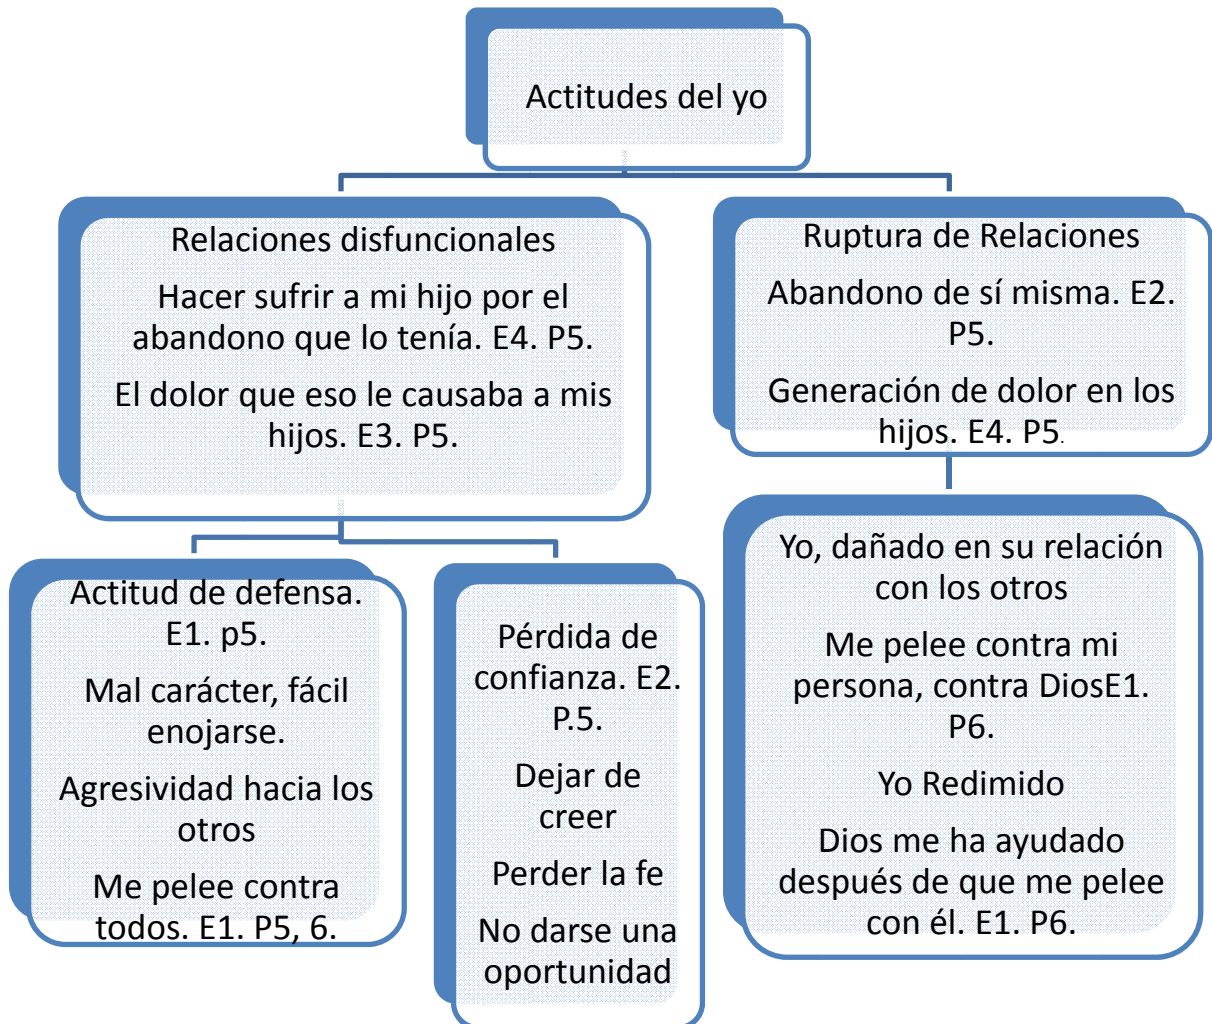 Actitudes del yo
Relaciones disfuncionales
Hacer sufrir a mi hijo por el
abandono que lo tenía. E4. P5.
El dolor que eso le causaba a mis
hijos. E3. P5.
Ruptura de Relaciones
Abandono de sí misma. E2.
P5.
Generación de dolor en los
hijos. E4. P5.
Actitud de defensa.
E1. p5.
Mal carácter, fácil
enojarse.
Agresividad hacia los
otros
Me pelee contra
todos. E1. P5, 6.
Pérdida de
confianza. E2.
P.5.
Dejar de
creer
Perder la fe
No darse una
oportunidad
Yo, dañado en su relación
con los otros
Me pelee contra mi
persona, contra DiosE1.
P6.
Yo Redimido
Dios me ha ayudado
después de que me pelee
con él. E1. P6.